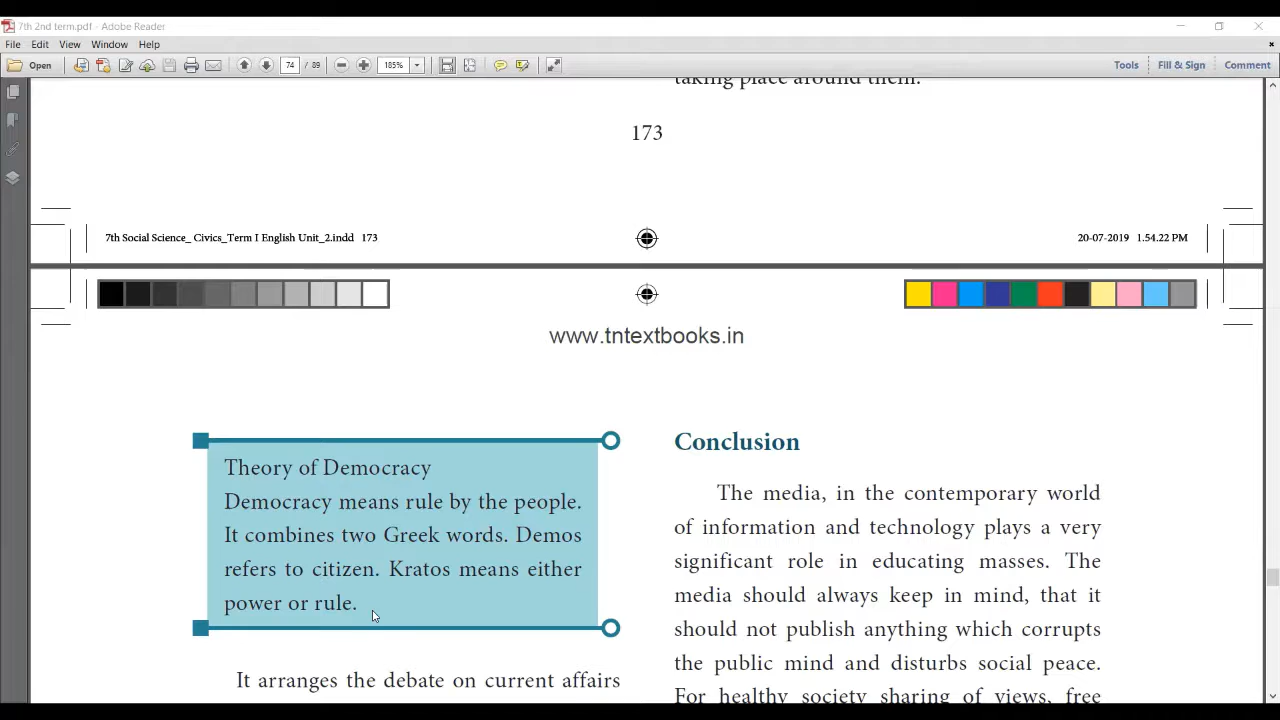 7th 2nd term.pdf - Adobe Reader
File Edit View Window Help
Open 74 / 89 185% Tools Fill & Sign Comment
taking place around them.
173
7th Social Science_ Civics_Term I English Unit_2.indd 173
20-07-2019 1.54.22 PM
www.tntextbooks.in
Theory of Democracy
Democracy means rule by the people.
It combines two Greek words. Demos
refers to citizen. Kratos means either
power or rule.
It arranges the debate on current affairs
Conclusion
The media, in the contemporary world
of information and technology plays a very
significant role in educating masses. The
media should always keep in mind, that it
should not publish anything which corrupts
the public mind and disturbs social peace.
For healthy society sharing of views, free